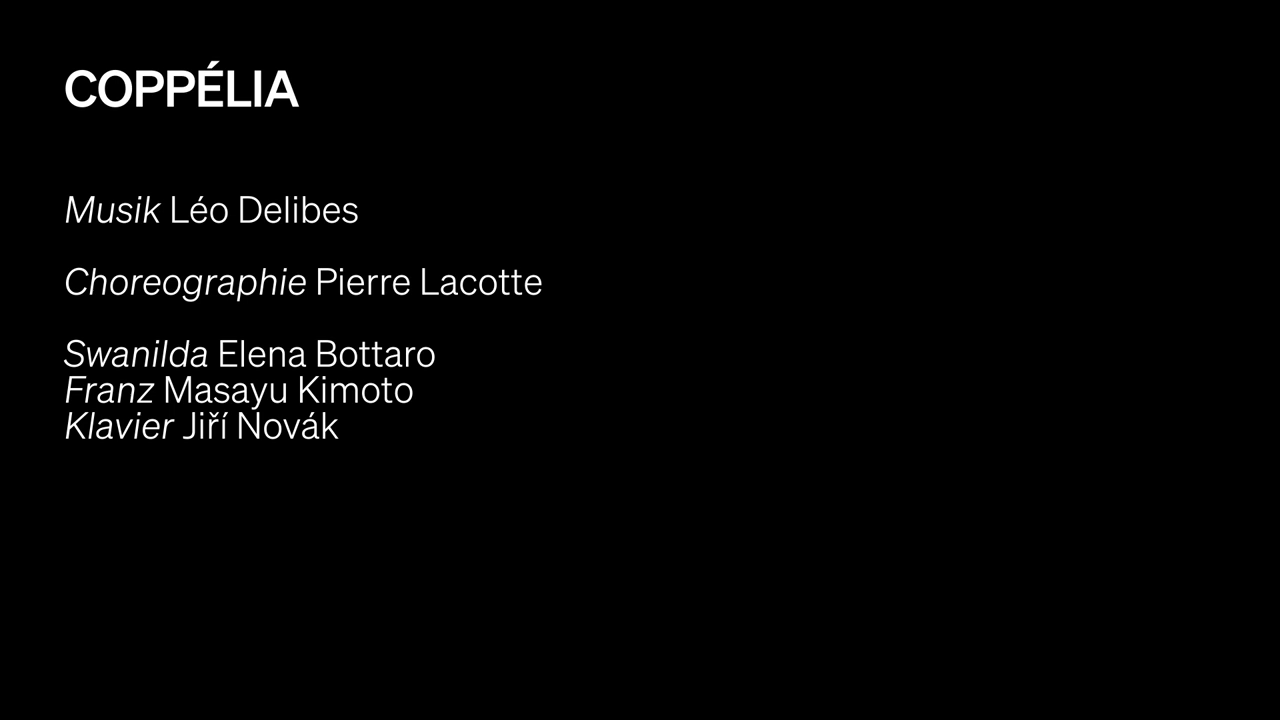 COPPÉLIA
Musik Léo Delibes
Choreographie Pierre Lacotte
Swanilda Elena Bottaro
Franz Masayu Kimoto
Klavier Jiří Novák